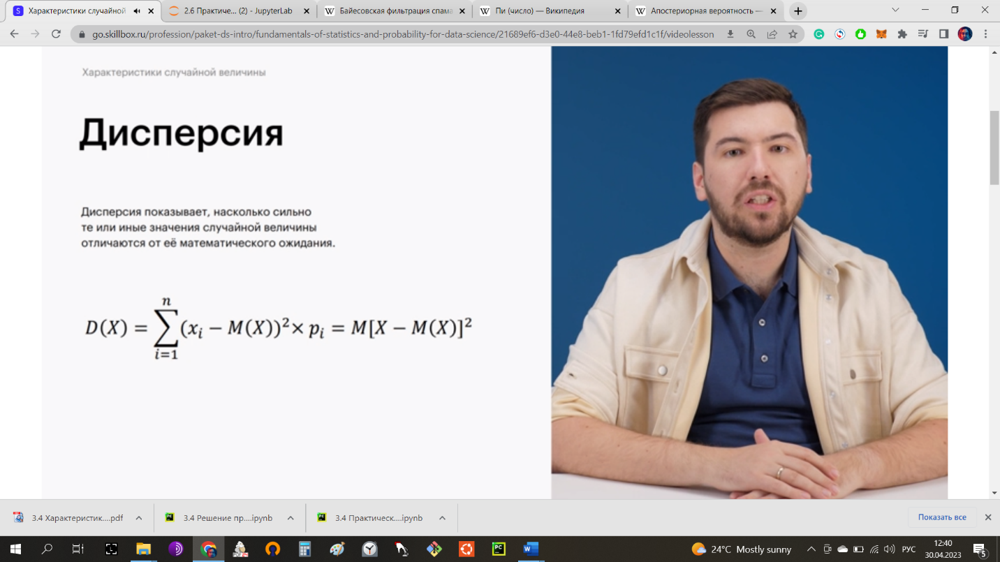 Характеристики случайной
2.6 Практиче... (2) - JupyterLab
Байесовская фильтрация спама
Пи (число) — Википедия
Апостериорная вероятность —
go.skillbox.ru/profession/paket-ds-intro/fundamentals-of-statistics-and-probability-for-data-science/21689ef6-d3e0-44e8-beb1-1fd79efd1c1f/videolesson
Характеристики случайной величины
Дисперсия
Дисперсия показывает, насколько сильно
те или иные значения случайной величины
отличаются от её математического ожидания.
D(X) = ∑_{i=1}^{n} (x_i − M(X))² × p_i = M[X − M(X)]²
3.4 Характеристик....pdf
3.4 Решение пр....ipynb
3.4 Практическ....ipynb
Показать все
24°C Mostly sunny
РУС
12:40
30.04.2023
5